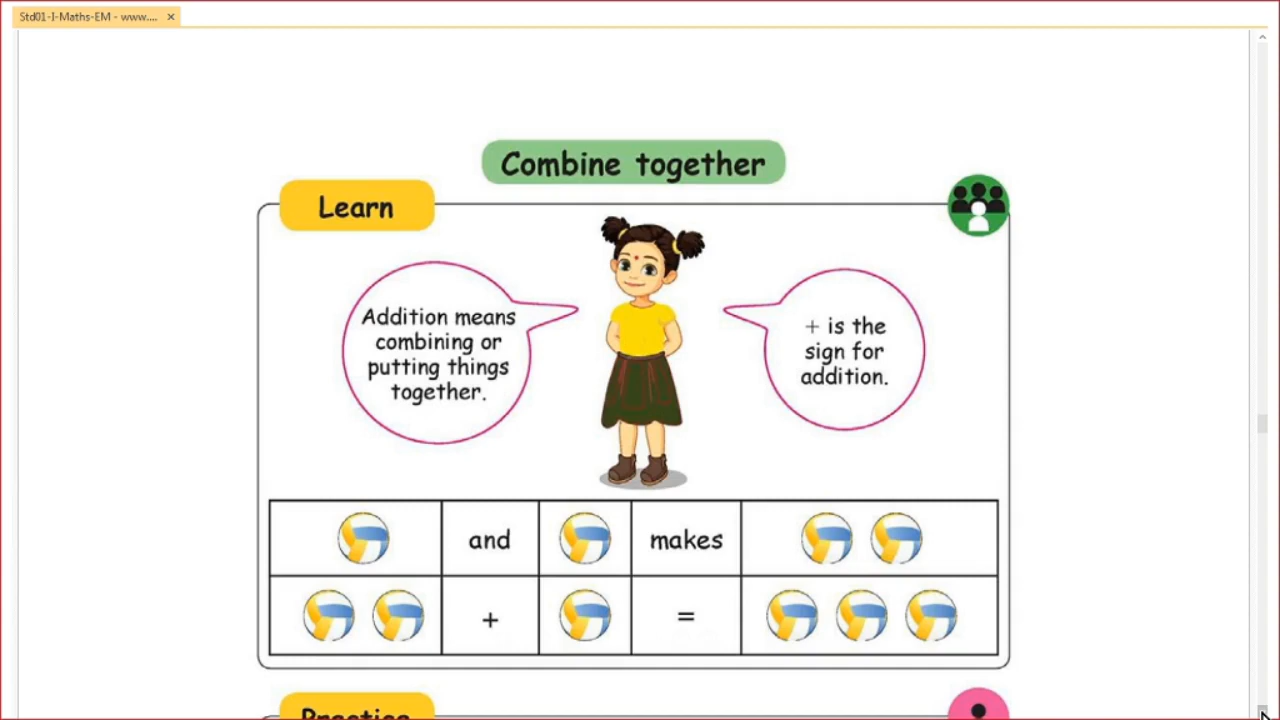 Std01-I-Maths-EM - www....
Combine together
Learn
Addition means
combining or
putting things
together.
+ is the
sign for
addition.
and makes
+ =
Practice